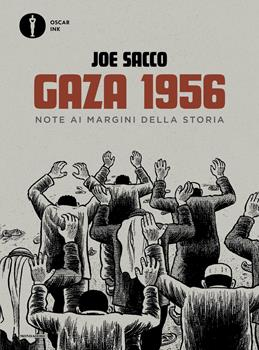 OSCAR
INK
JOE SACCO
GAZA 1956
NOTE AI MARGINI DELLA STORIA